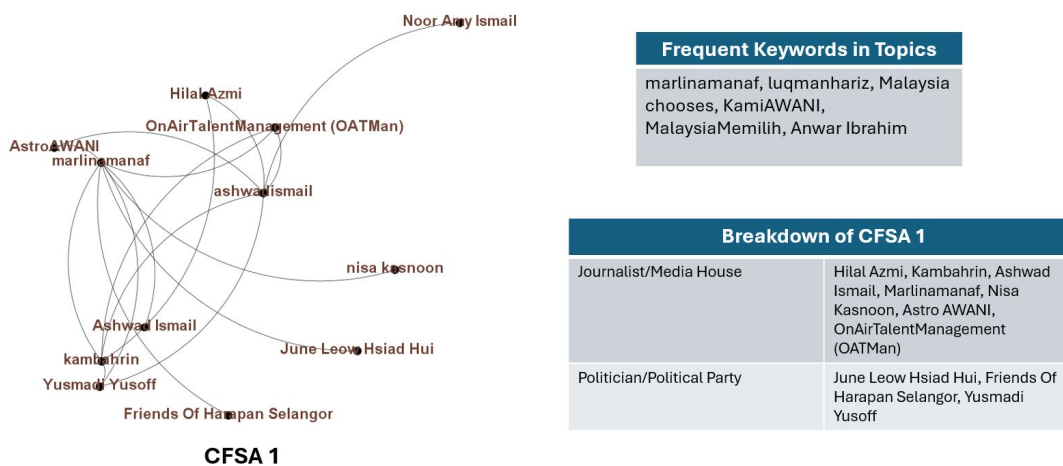 Noor Amy Ismail
Hilal Azmi
OnAirTalentManagement (OATMan)
AstroAWANI
marlinamanaf
ashwadismail
nisa kasnoon
Ashwad Ismail
June Leow Hsiad Hui
kambahrin
Yusmadi Yusoff
Friends Of Harapan Selangor
CFSA 1
Frequent Keywords in Topics
marlinamanaf, luqmanhariz, Malaysia
chooses, KamiAWANI,
MalaysiaMemilih, Anwar Ibrahim
Breakdown of CFSA 1
Journalist/Media House
Hilal Azmi, Kambahrin, Ashwad
Ismail, Marlinamanaf, Nisa
Kasnoon, Astro AWANI,
OnAirTalentManagement
(OATMan)
Politician/Political Party
June Leow Hsiad Hui, Friends Of
Harapan Selangor, Yusmadi
Yusoff